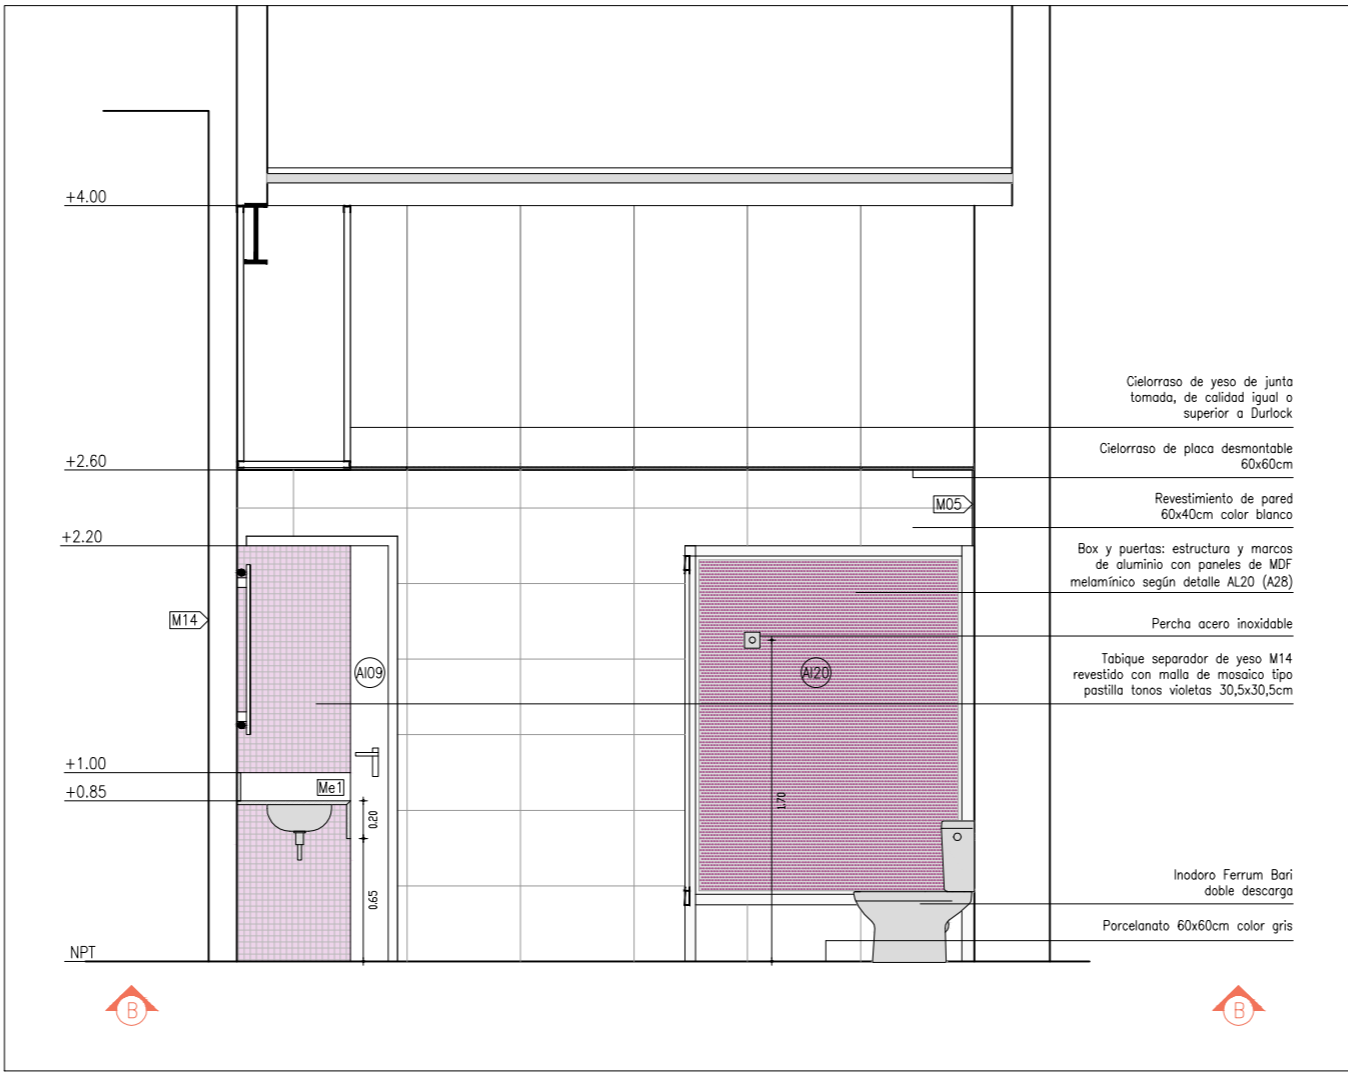 +4.00
Cielorraso de yeso de junta
tomada, de calidad igual o
superior a Durlock
+2.60
Cielorraso de placa desmontable
60x60cm
M05
Revestimiento de pared
60x40cm color blanco
+2.20
Box y puertas: estructura y marcos
de aluminio con paneles de MDF
melamínico según detalle AL20 (A28)
M14
Percha acero inoxidable
Al09
Al20
Tabique separador de yeso M14
revestido con malla de mosaico tipo
pastilla tonos violetas 30,5x30,5cm
+1.00
+0.85
Me1
0.20
1.70
0.65
Inodoro Ferrum Bari
doble descarga
Porcelanato 60x60cm color gris
NPT
B
B